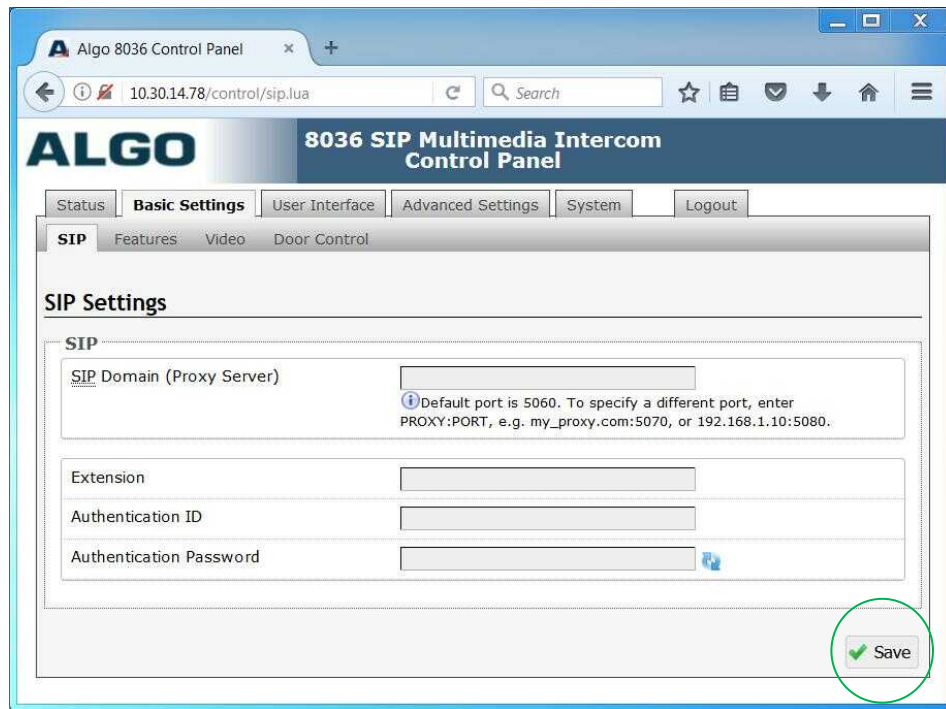 Algo 8036 Control Panel
10.30.14.78/control/sip.lua
Search
ALGO
8036 SIP Multimedia Intercom
Control Panel
Status
Basic Settings
User Interface
Advanced Settings
System
Logout
SIP
Features
Video
Door Control
SIP Settings
SIP
SIP Domain (Proxy Server)
Default port is 5060. To specify a different port, enter
PROXY:PORT, e.g. my_proxy.com:5070, or 192.168.1.10:5080.
Extension
Authentication ID
Authentication Password
Save